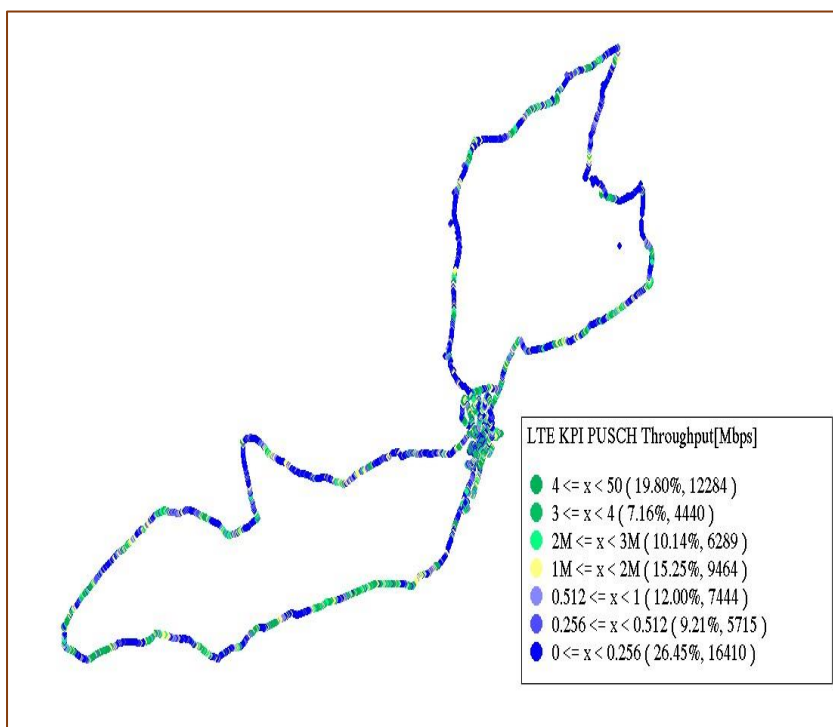 LTE KPI PUSCH Throughput[Mbps]
4 <= x < 50 ( 19.80%, 12284 )
3 <= x < 4 ( 7.16%, 4440 )
2M <= x < 3M ( 10.14%, 6289 )
1M <= x < 2M ( 15.25%, 9464 )
0.512 <= x < 1 ( 12.00%, 7444 )
0.256 <= x < 0.512 ( 9.21%, 5715 )
0 <= x < 0.256 ( 26.45%, 16410 )